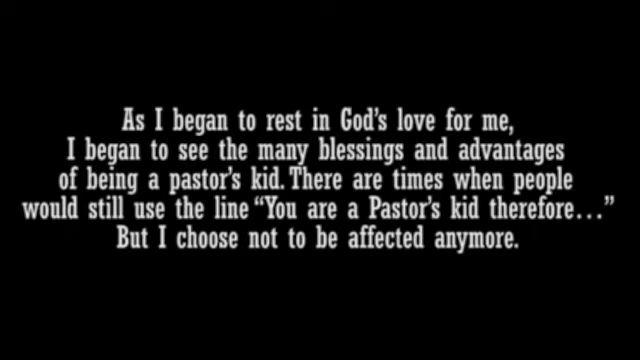 As I began to rest in God's love for me,
I began to see the many blessings and advantages
of being a pastor's kid. There are times when people
would still use the line “You are a Pastor's kid therefore...”
But I choose not to be affected anymore.